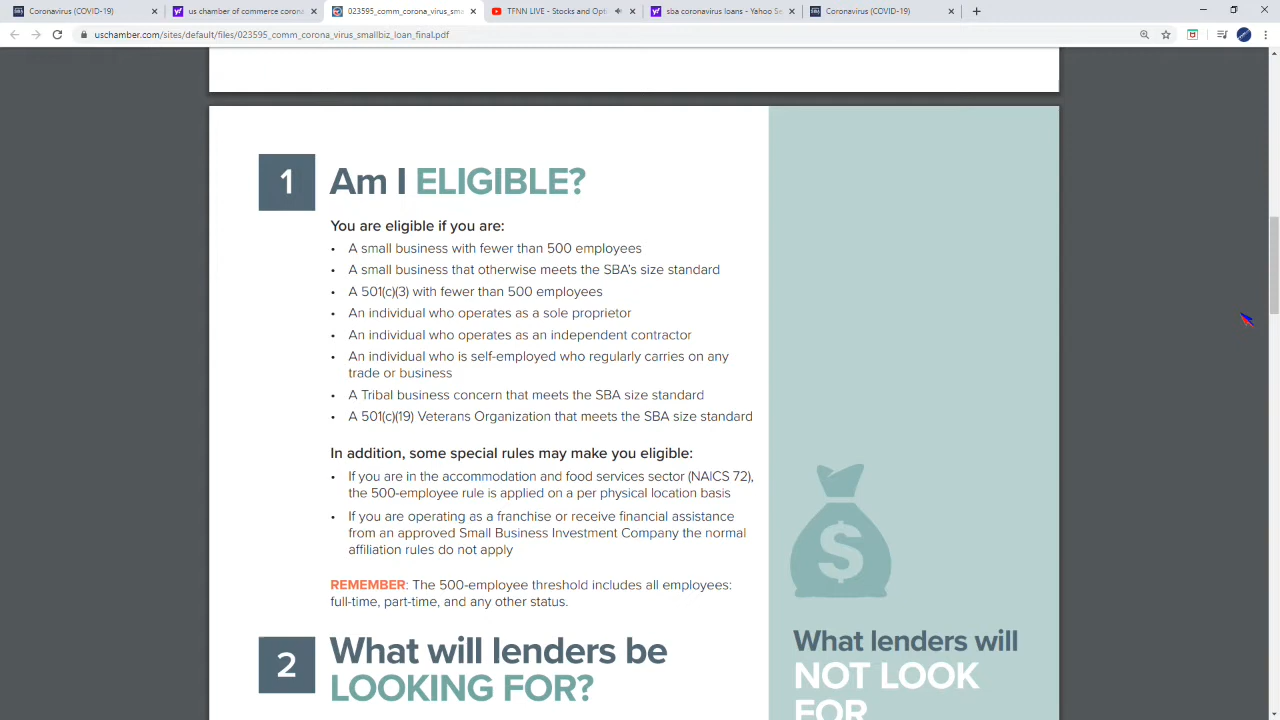 SBA Coronavirus (COVID-19)
us chamber of commerce corona
023595_comm_corona_virus_sma
TFNN LIVE - Stocks and Opti
sba coronavirus loans - Yahoo Se
SBA Coronavirus (COVID-19)
uschamber.com/sites/default/files/023595_comm_corona_virus_smallbiz_loan_final.pdf
1
Am I ELIGIBLE?
You are eligible if you are:
• A small business with fewer than 500 employees
• A small business that otherwise meets the SBA's size standard
• A 501(c)(3) with fewer than 500 employees
• An individual who operates as a sole proprietor
• An individual who operates as an independent contractor
• An individual who is self-employed who regularly carries on any
trade or business
• A Tribal business concern that meets the SBA size standard
• A 501(c)(19) Veterans Organization that meets the SBA size standard
In addition, some special rules may make you eligible:
• If you are in the accommodation and food services sector (NAICS 72),
the 500-employee rule is applied on a per physical location basis
• If you are operating as a franchise or receive financial assistance
from an approved Small Business Investment Company the normal
affiliation rules do not apply
REMEMBER: The 500-employee threshold includes all employees:
full-time, part-time, and any other status.
2
What will lenders be
LOOKING FOR?
$
What lenders will
NOT LOOK
FOR